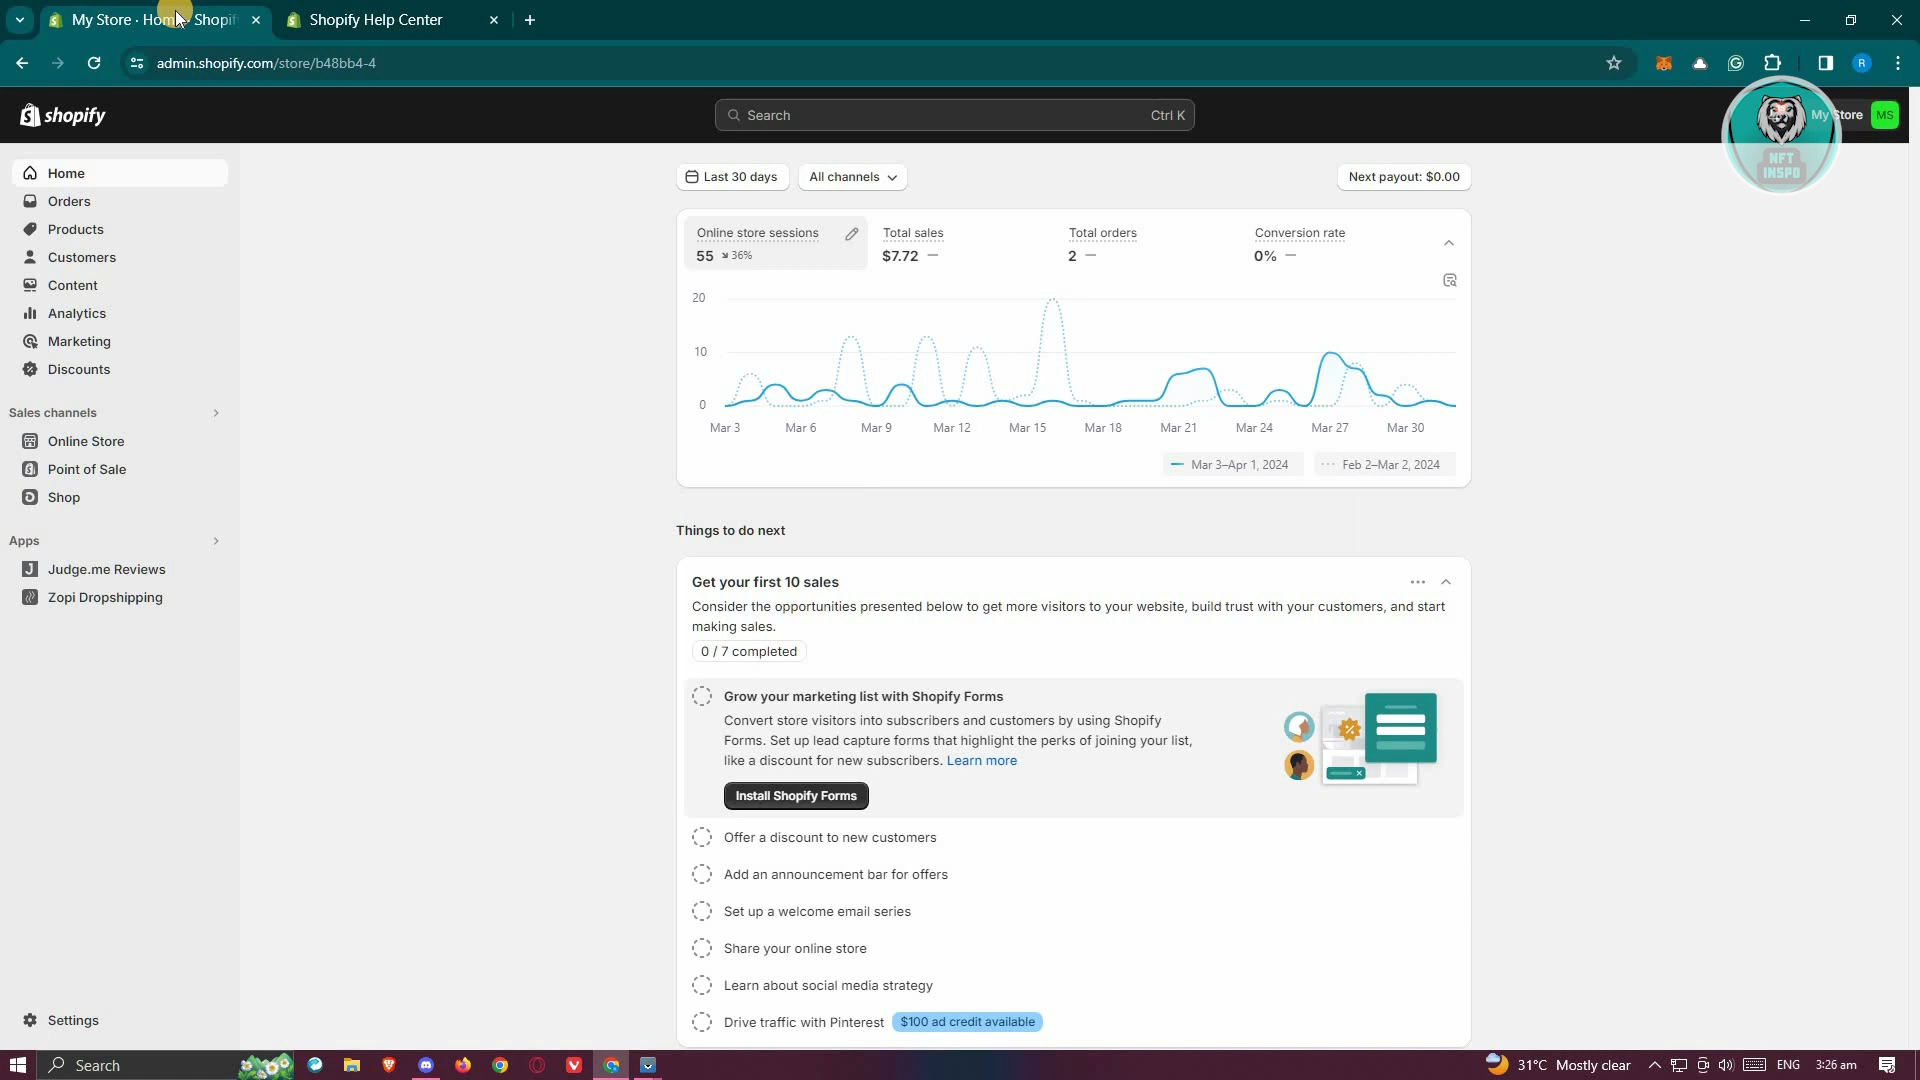 My Store · Home · Shopif
Shopify Help Center
admin.shopify.com/store/b48bb4-4
R
shopify
Search
Ctrl K
My Store
MS
NFT
INSPO
Home
Orders
Products
Customers
Content
Analytics
Marketing
Discounts
Sales channels
Online Store
Point of Sale
Shop
Apps
Judge.me Reviews
Zopi Dropshipping
Settings
Last 30 days
All channels
Next payout: $0.00
Online store sessions
55 36%
Total sales
$7.72 —
Total orders
2 —
Conversion rate
0% —
20
10
0
Mar 3 Mar 6 Mar 9 Mar 12 Mar 15 Mar 18 Mar 21 Mar 24 Mar 27 Mar 30
Mar 3–Apr 1, 2024
Feb 2–Mar 2, 2024
Things to do next
Get your first 10 sales
Consider the opportunities presented below to get more visitors to your website, build trust with your customers, and start
making sales.
0 / 7 completed
Grow your marketing list with Shopify Forms
Convert store visitors into subscribers and customers by using Shopify
Forms. Set up lead capture forms that highlight the perks of joining your list,
like a discount for new subscribers. Learn more
Install Shopify Forms
Offer a discount to new customers
Add an announcement bar for offers
Set up a welcome email series
Share your online store
Learn about social media strategy
Drive traffic with Pinterest
$100 ad credit available
Search
31°C Mostly clear
ENG
3:26 am